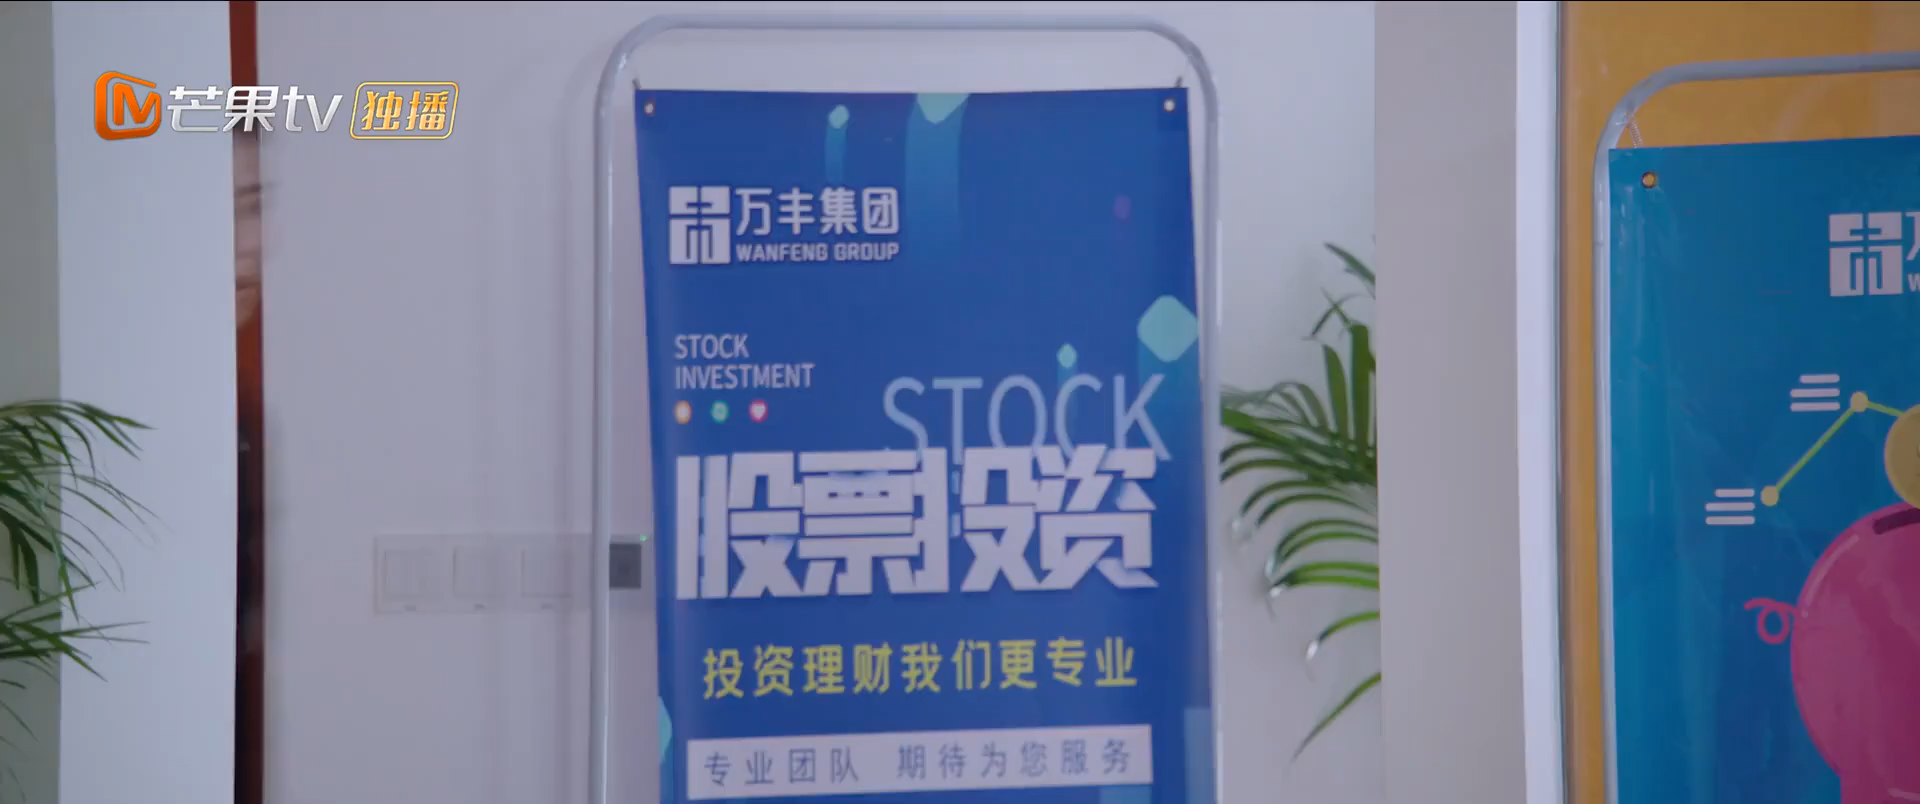 芒果tv 独播
万丰集团
WANFENG GROUP
STOCK
INVESTMENT
STOCK
股票投资
投资理财我们更专业
专业团队 期待为您服务